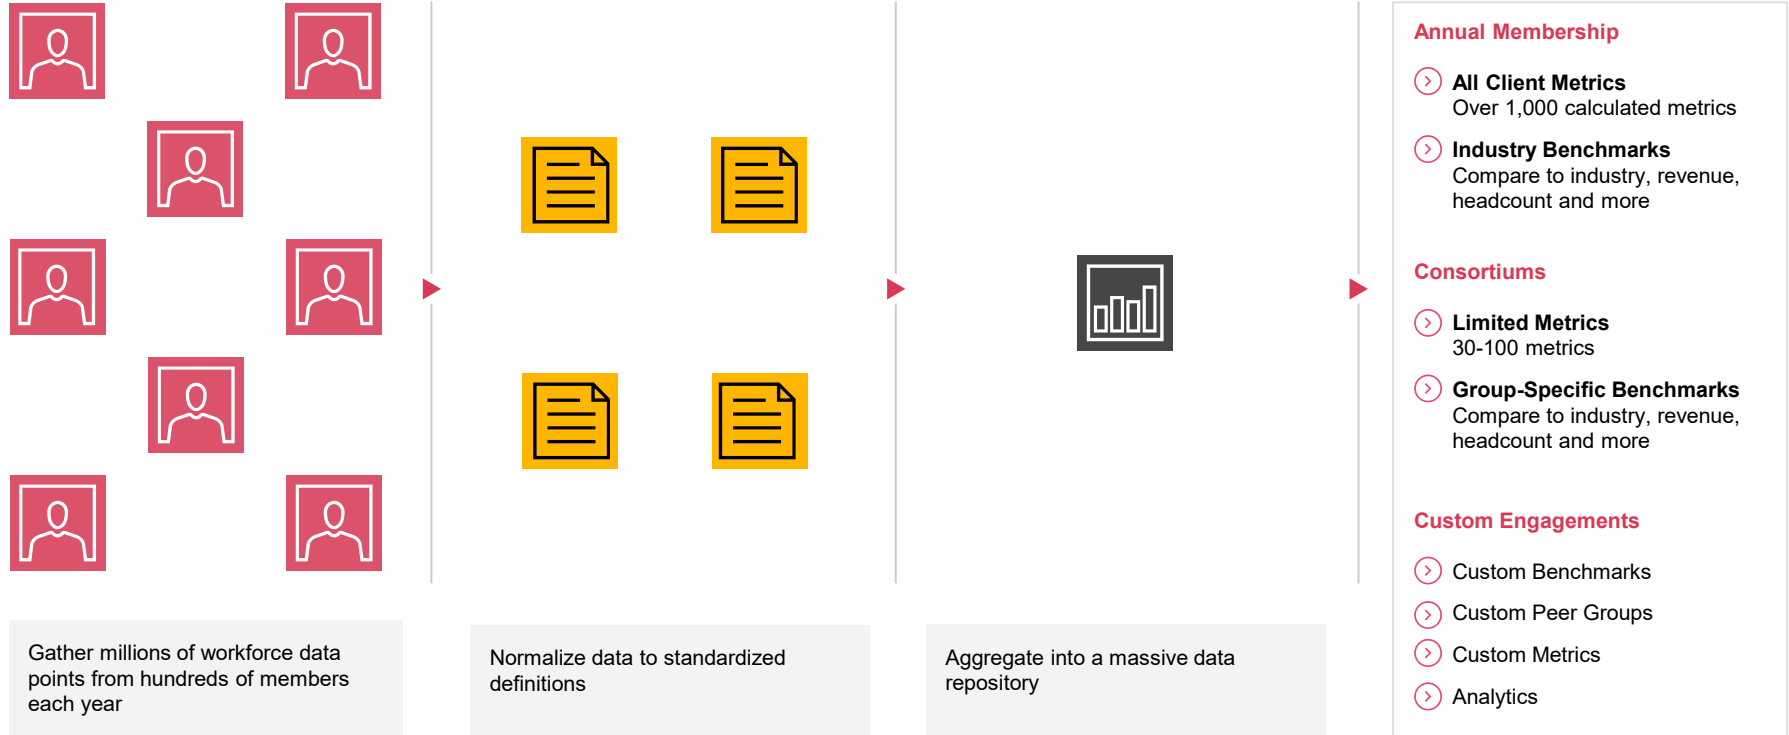 Annual Membership
All Client Metrics
Over 1,000 calculated metrics
Industry Benchmarks
Compare to industry, revenue,
headcount and more
Consortiums
Limited Metrics
30-100 metrics
Group-Specific Benchmarks
Compare to industry, revenue,
headcount and more
Custom Engagements
Custom Benchmarks
Custom Peer Groups
Custom Metrics
Analytics
Gather millions of workforce data
points from hundreds of members
each year
Normalize data to standardized
definitions
Aggregate into a massive data
repository